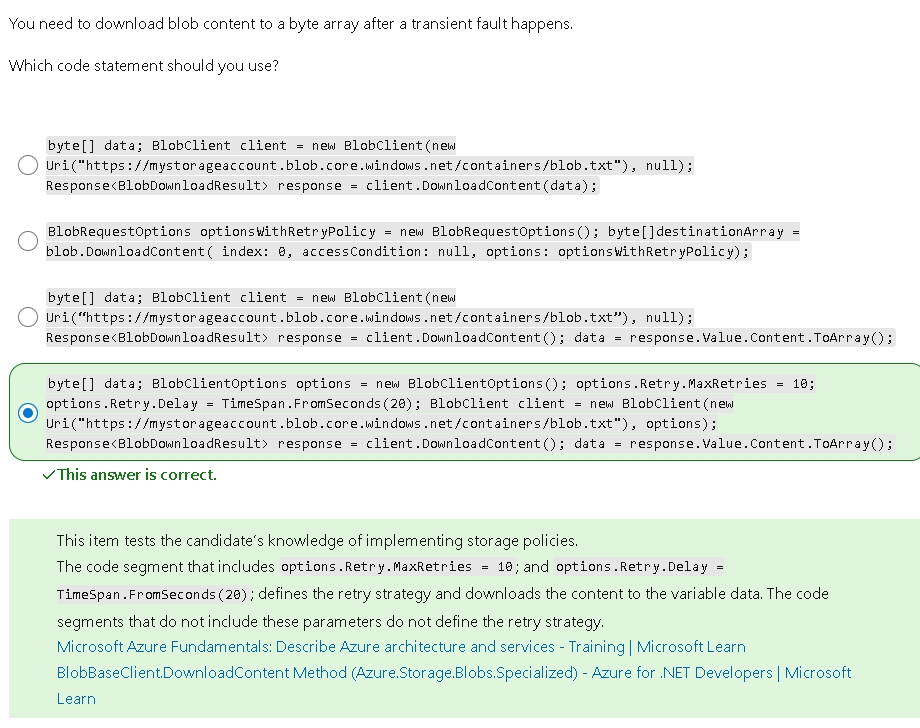 You need to download blob content to a byte array after a transient fault happens.
Which code statement should you use?
byte[] data; BlobClient client = new BlobClient(new
Uri("https://mystorageaccount.blob.core.windows.net/containers/blob.txt"), null);
Response<BlobDownloadResult> response = client.DownloadContent(data);
BlobRequestOptions optionsWithRetryPolicy = new BlobRequestOptions(); byte[]destinationArray =
blob.DownloadContent( index: 0, accessCondition: null, options: optionsWithRetryPolicy);
byte[] data; BlobClient client = new BlobClient(new
Uri(“https://mystorageaccount.blob.core.windows.net/containers/blob.txt”), null);
Response<BlobDownloadResult> response = client.DownloadContent(); data = response.Value.Content.ToArray();
byte[] data; BlobClientOptions options = new BlobClientOptions(); options.Retry.MaxRetries = 10;
options.Retry.Delay = TimeSpan.FromSeconds(20); BlobClient client = new BlobClient(new
Uri("https://mystorageaccount.blob.core.windows.net/containers/blob.txt"), options);
Response<BlobDownloadResult> response = client.DownloadContent(); data = response.Value.Content.ToArray();
✓This answer is correct.
This item tests the candidate’s knowledge of implementing storage policies.
The code segment that includes options.Retry.MaxRetries = 10; and options.Retry.Delay =
TimeSpan.FromSeconds(20); defines the retry strategy and downloads the content to the variable data. The code
segments that do not include these parameters do not define the retry strategy.
Microsoft Azure Fundamentals: Describe Azure architecture and services - Training | Microsoft Learn
BlobBaseClient.DownloadContent Method (Azure.Storage.Blobs.Specialized) - Azure for .NET Developers | Microsoft
Learn